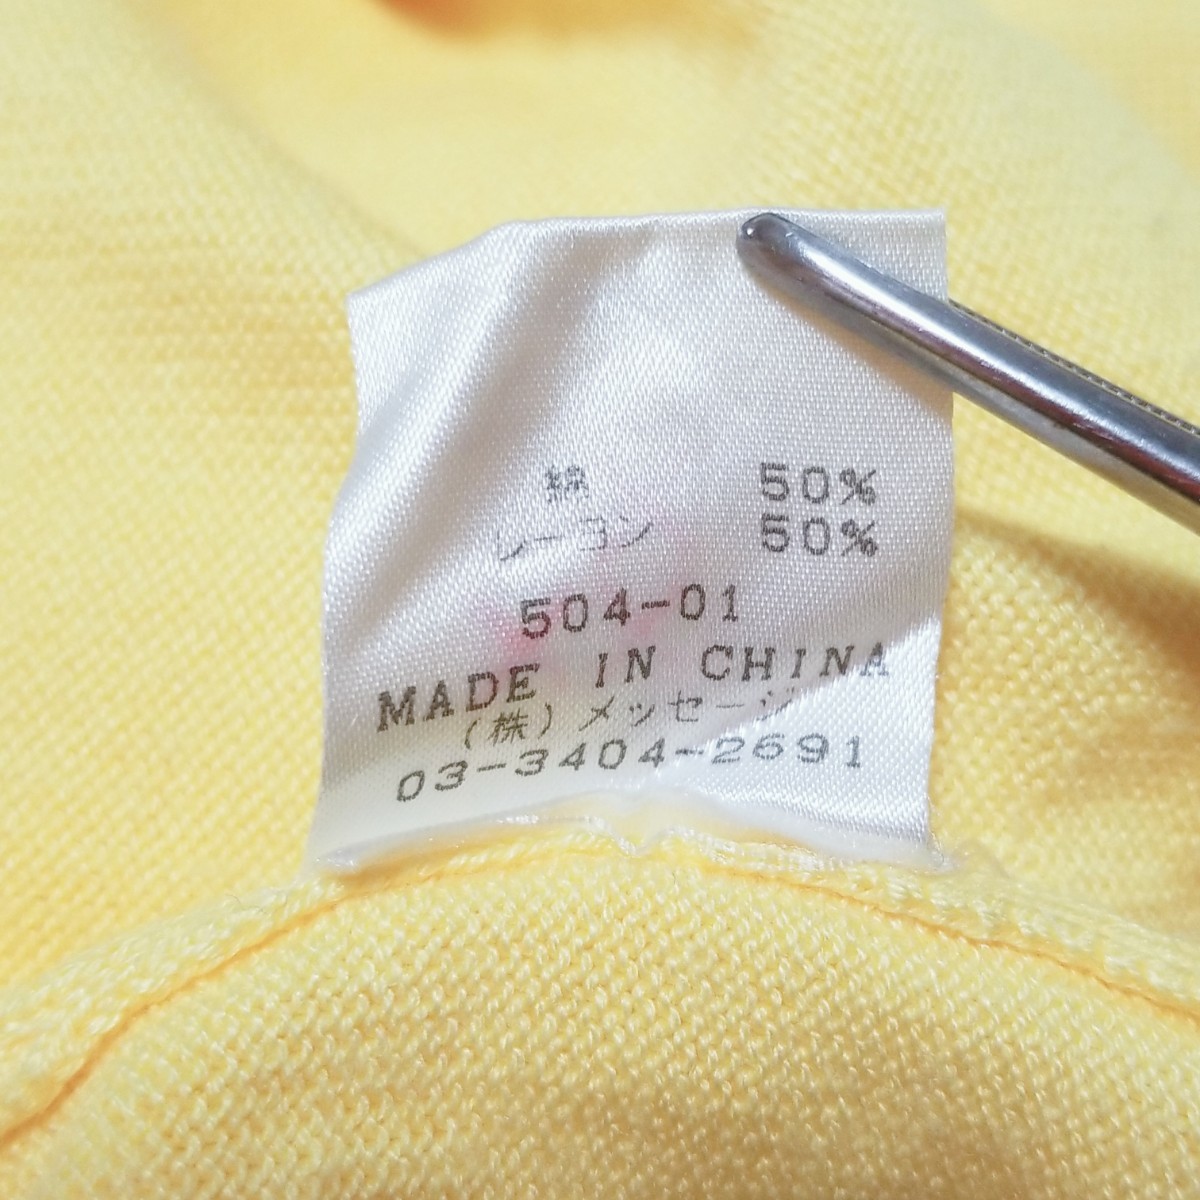 綿 50%
レーヨン 50%
504-01
MADE IN CHINA
(株)メッセージ
03-3404-2691